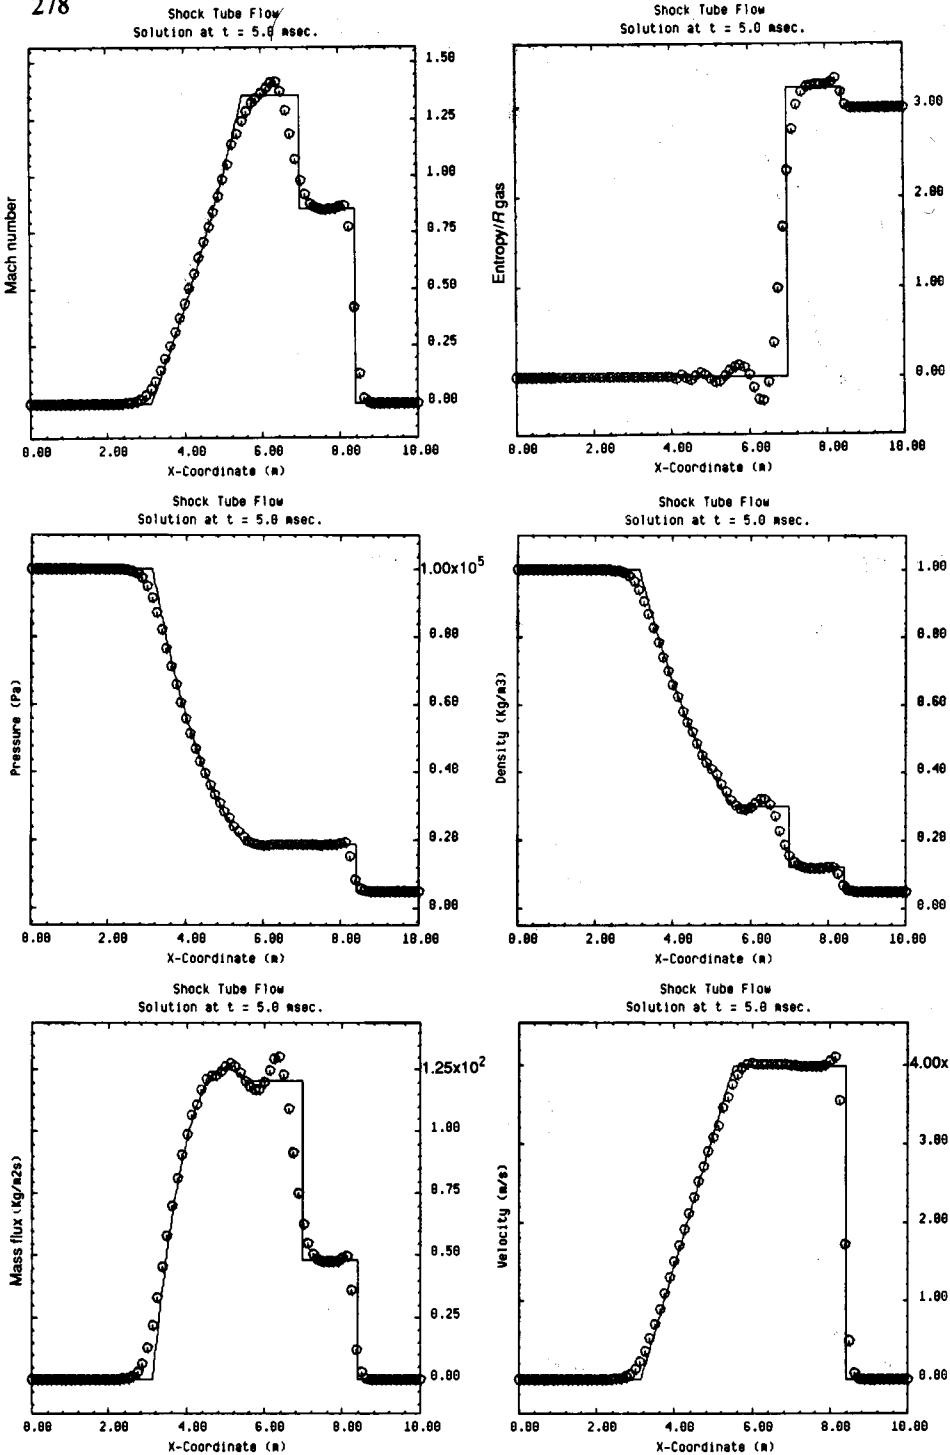 278
Shock Tube Flow
Solution at t = 5.0 msec.
Mach number
1.50
1.25
1.00
0.75
0.50
0.25
0.00
0.00 2.00 4.00 6.00 8.00 10.00
X-Coordinate (m)
Shock Tube Flow
Solution at t = 5.0 msec.
Entropy/R gas
3.00
2.00
1.00
0.00
0.00 2.00 4.00 6.00 8.00 10.00
X-Coordinate (m)
Shock Tube Flow
Solution at t = 5.0 msec.
Pressure (Pa)
1.00x10^5
0.80
0.60
0.40
0.20
0.00
0.00 2.00 4.00 6.00 8.00 10.00
X-Coordinate (m)
Shock Tube Flow
Solution at t = 5.0 msec.
Density (Kg/m3)
1.00
0.80
0.60
0.40
0.20
0.00
0.00 2.00 4.00 6.00 8.00 10.00
X-Coordinate (m)
Shock Tube Flow
Solution at t = 5.0 msec.
Mass flux (Kg/m2s)
1.25x10^2
1.00
0.75
0.50
0.25
0.00
0.00 2.00 4.00 6.00 8.00 10.00
X-Coordinate (m)
Shock Tube Flow
Solution at t = 5.0 msec.
Velocity (m/s)
4.00x
3.00
2.00
1.00
0.00
0.00 2.00 4.00 6.00 8.00 10.00
X-Coordinate (m)